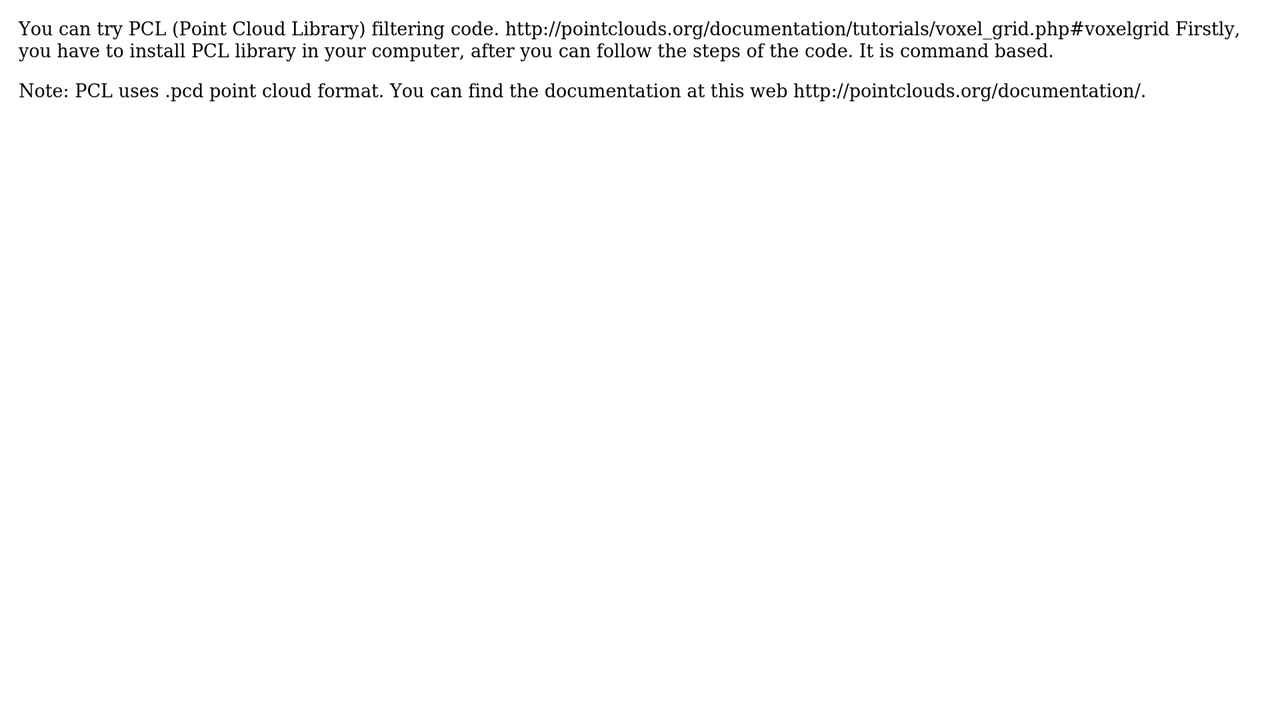 You can try PCL (Point Cloud Library) filtering code. http://pointclouds.org/documentation/tutorials/voxel_grid.php#voxelgrid Firstly,
you have to install PCL library in your computer, after you can follow the steps of the code. It is command based.
Note: PCL uses .pcd point cloud format. You can find the documentation at this web http://pointclouds.org/documentation/.